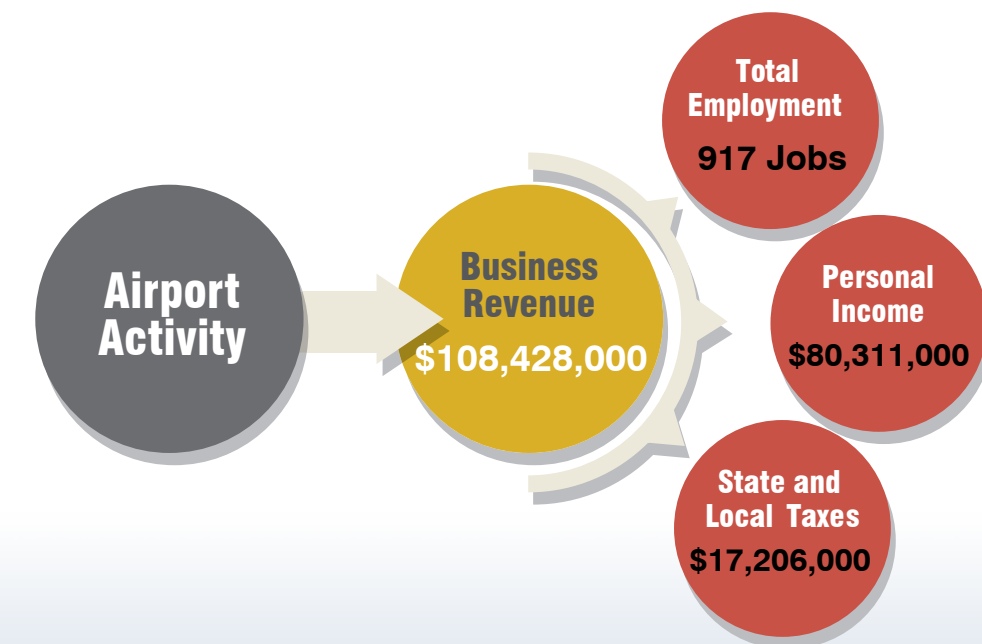 Airport
Activity
Business
Revenue
$108,428,000
Total
Employment
917 Jobs
Personal
Income
$80,311,000
State and
Local Taxes
$17,206,000